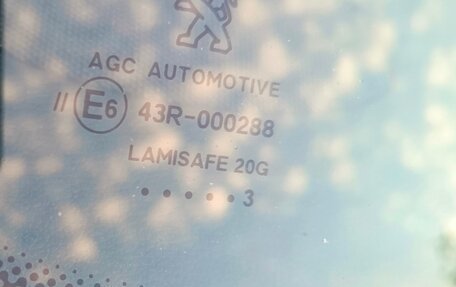 AGC AUTOMOTIVE
II E6 43R-000288
LAMISAFE 20G
• • • • • 3